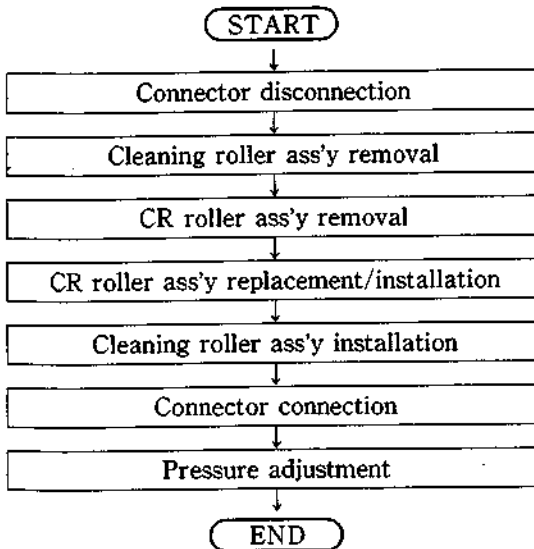 START
Connector disconnection
Cleaning roller ass'y removal
CR roller ass'y removal
CR roller ass'y replacement/installation
Cleaning roller ass'y installation
Connector connection
Pressure adjustment
END